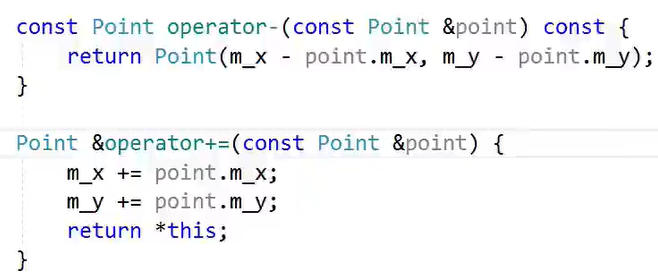 const Point operator-(const Point &point) const {
    return Point(m_x - point.m_x, m_y - point.m_y);
}

Point &operator+=(const Point &point) {
    m_x += point.m_x;
    m_y += point.m_y;
    return *this;
}